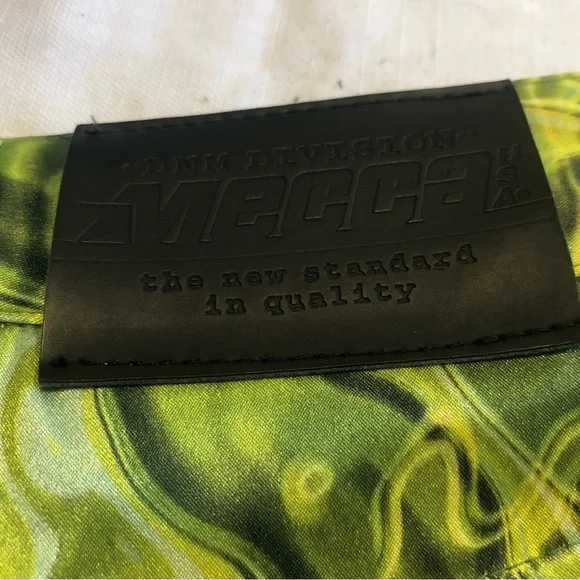 "DNM DIVISION"
Mecca USA
the new standard
in quality